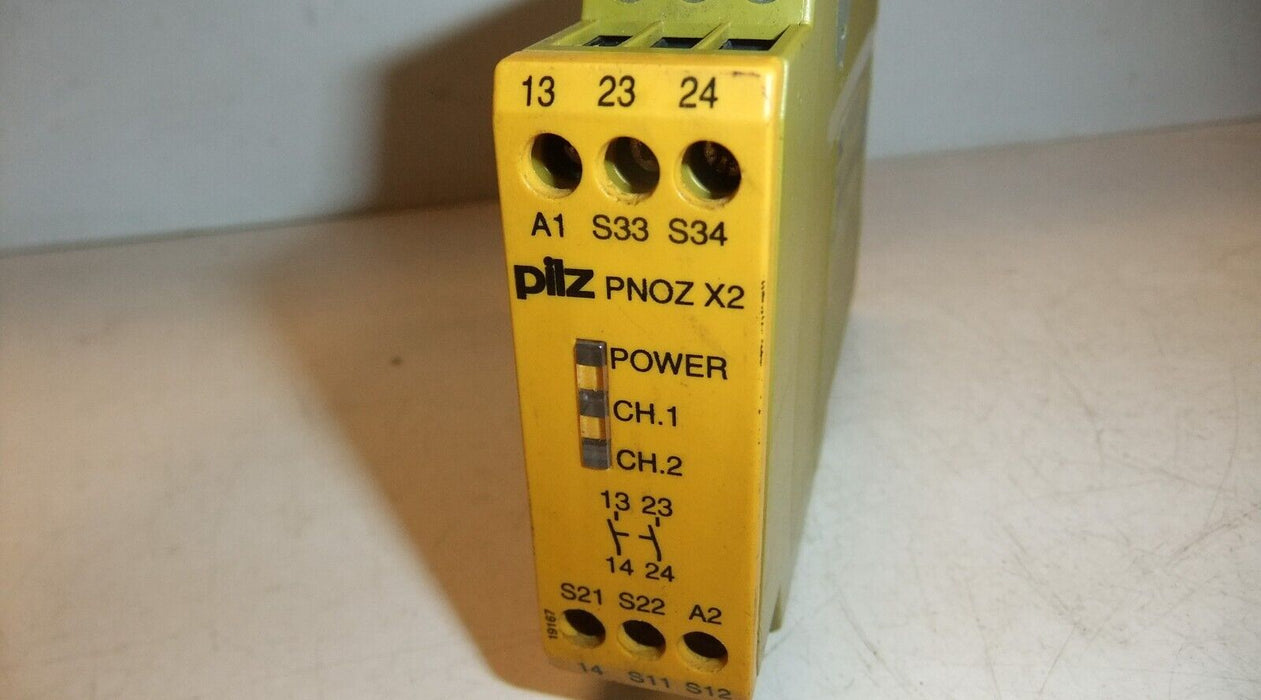 13 23 24
A1 S33 S34
pilz PNOZ X2
POWER
CH.1
CH.2
13 23
14 24
S21 S22 A2
19167
14 S11 S12